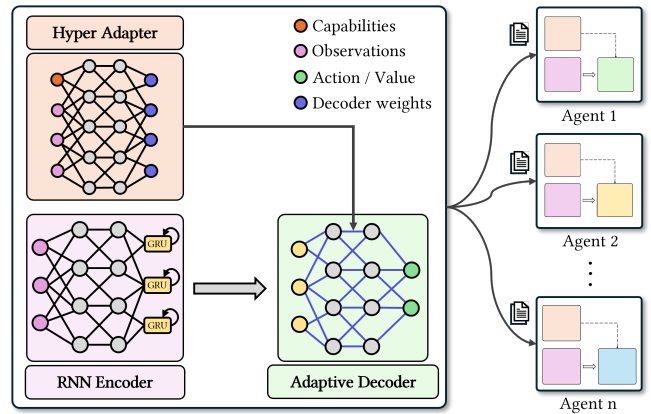 Hyper Adapter
Capabilities
Observations
Action / Value
Decoder weights
GRU
GRU
GRU
RNN Encoder
Adaptive Decoder
Agent 1
Agent 2
Agent n